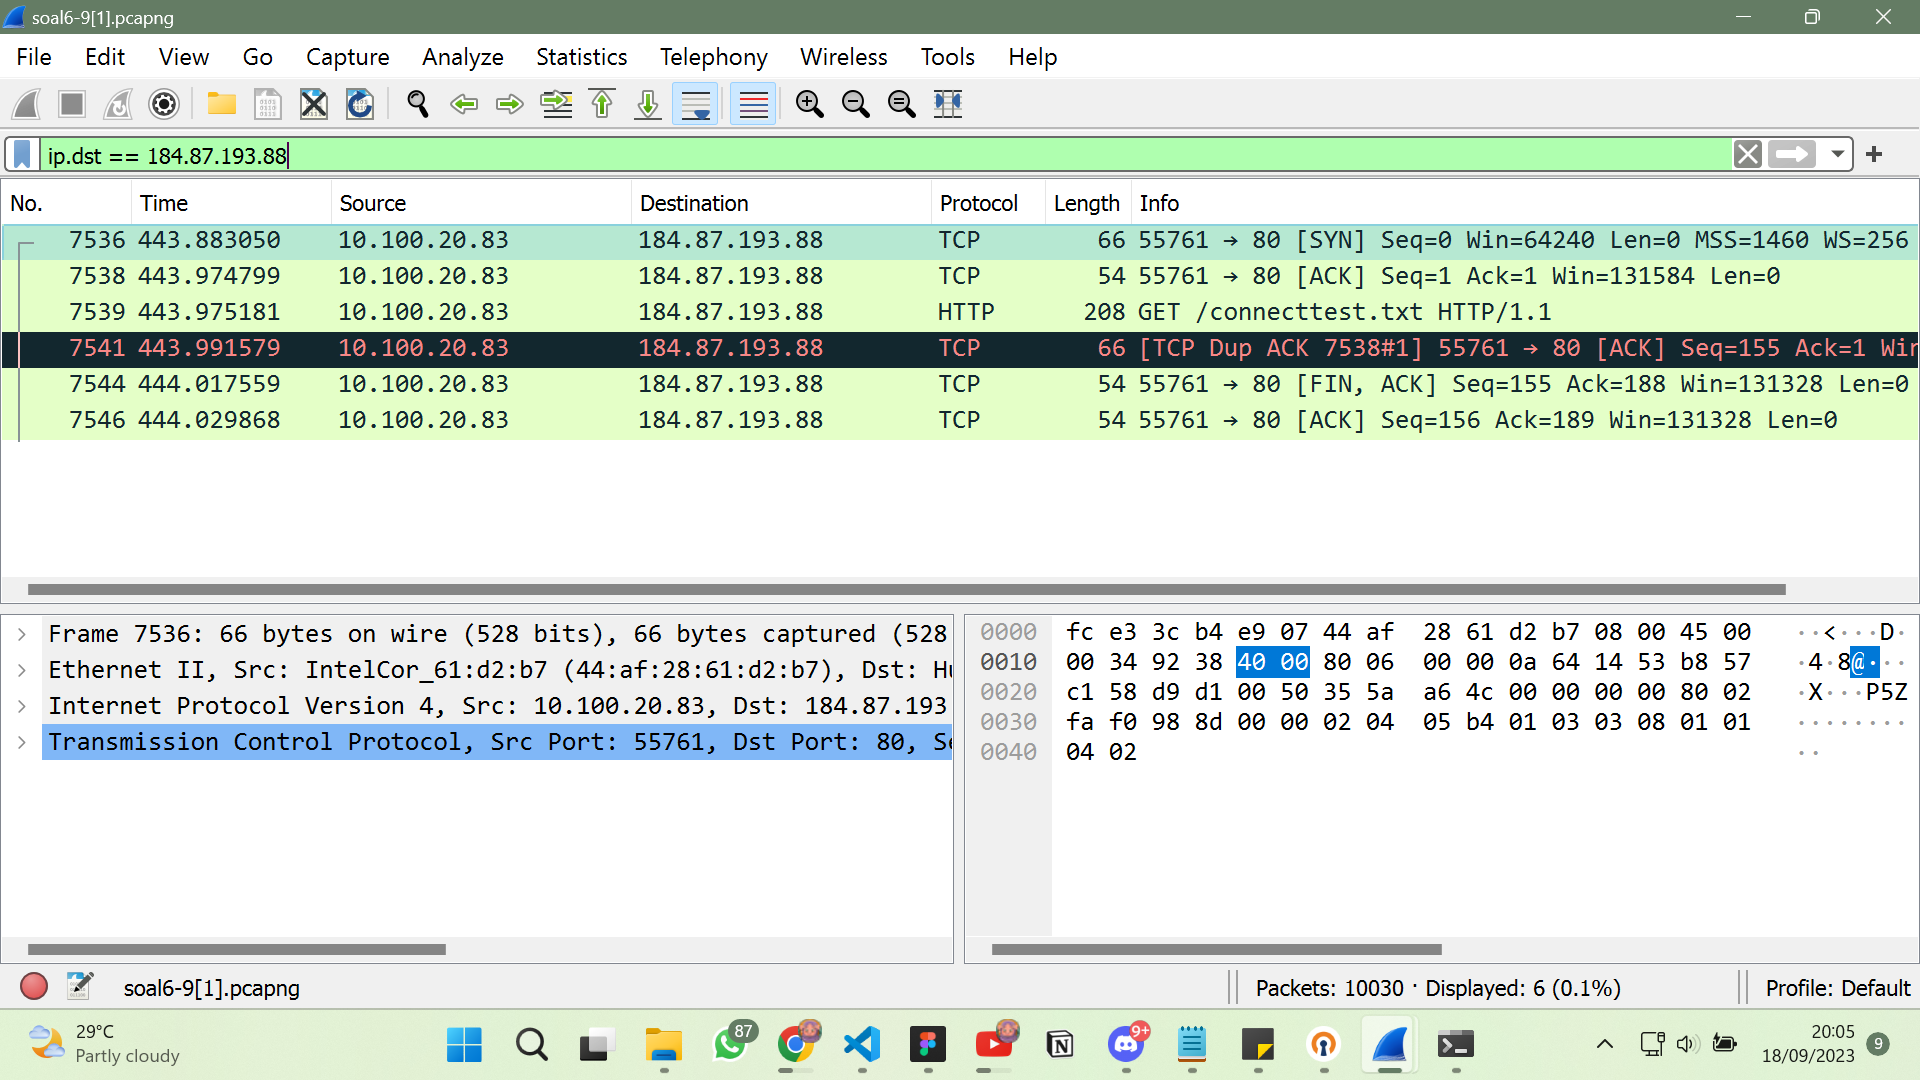 soal6-9[1].pcapng
File Edit View Go Capture Analyze Statistics Telephony Wireless Tools Help
ip.dst == 184.87.193.88
No. Time Source Destination Protocol Length Info
7536 443.883050 10.100.20.83 184.87.193.88 TCP 66 55761 → 80 [SYN] Seq=0 Win=64240 Len=0 MSS=1460 WS=256
7538 443.974799 10.100.20.83 184.87.193.88 TCP 54 55761 → 80 [ACK] Seq=1 Ack=1 Win=131584 Len=0
7539 443.975181 10.100.20.83 184.87.193.88 HTTP 208 GET /connecttest.txt HTTP/1.1
7541 443.991579 10.100.20.83 184.87.193.88 TCP 66 [TCP Dup ACK 7538#1] 55761 → 80 [ACK] Seq=155 Ack=1 Win
7544 444.017559 10.100.20.83 184.87.193.88 TCP 54 55761 → 80 [FIN, ACK] Seq=155 Ack=188 Win=131328 Len=0
7546 444.029868 10.100.20.83 184.87.193.88 TCP 54 55761 → 80 [ACK] Seq=156 Ack=189 Win=131328 Len=0
Frame 7536: 66 bytes on wire (528 bits), 66 bytes captured (528
Ethernet II, Src: IntelCor_61:d2:b7 (44:af:28:61:d2:b7), Dst: Hu
Internet Protocol Version 4, Src: 10.100.20.83, Dst: 184.87.193
Transmission Control Protocol, Src Port: 55761, Dst Port: 80, Se
0000 fc e3 3c b4 e9 07 44 af 28 61 d2 b7 08 00 45 00 ··<···D·
0010 00 34 92 38 40 00 80 06 00 00 0a 64 14 53 b8 57 ·4·8@···
0020 c1 58 d9 d1 00 50 35 5a a6 4c 00 00 00 00 80 02 ·X···P5Z
0030 fa f0 98 8d 00 00 02 04 05 b4 01 03 03 08 01 01 ········
0040 04 02 ··
soal6-9[1].pcapng
Packets: 10030 · Displayed: 6 (0.1%)
Profile: Default
29°C
Partly cloudy
87
9+
20:05
18/09/2023
9